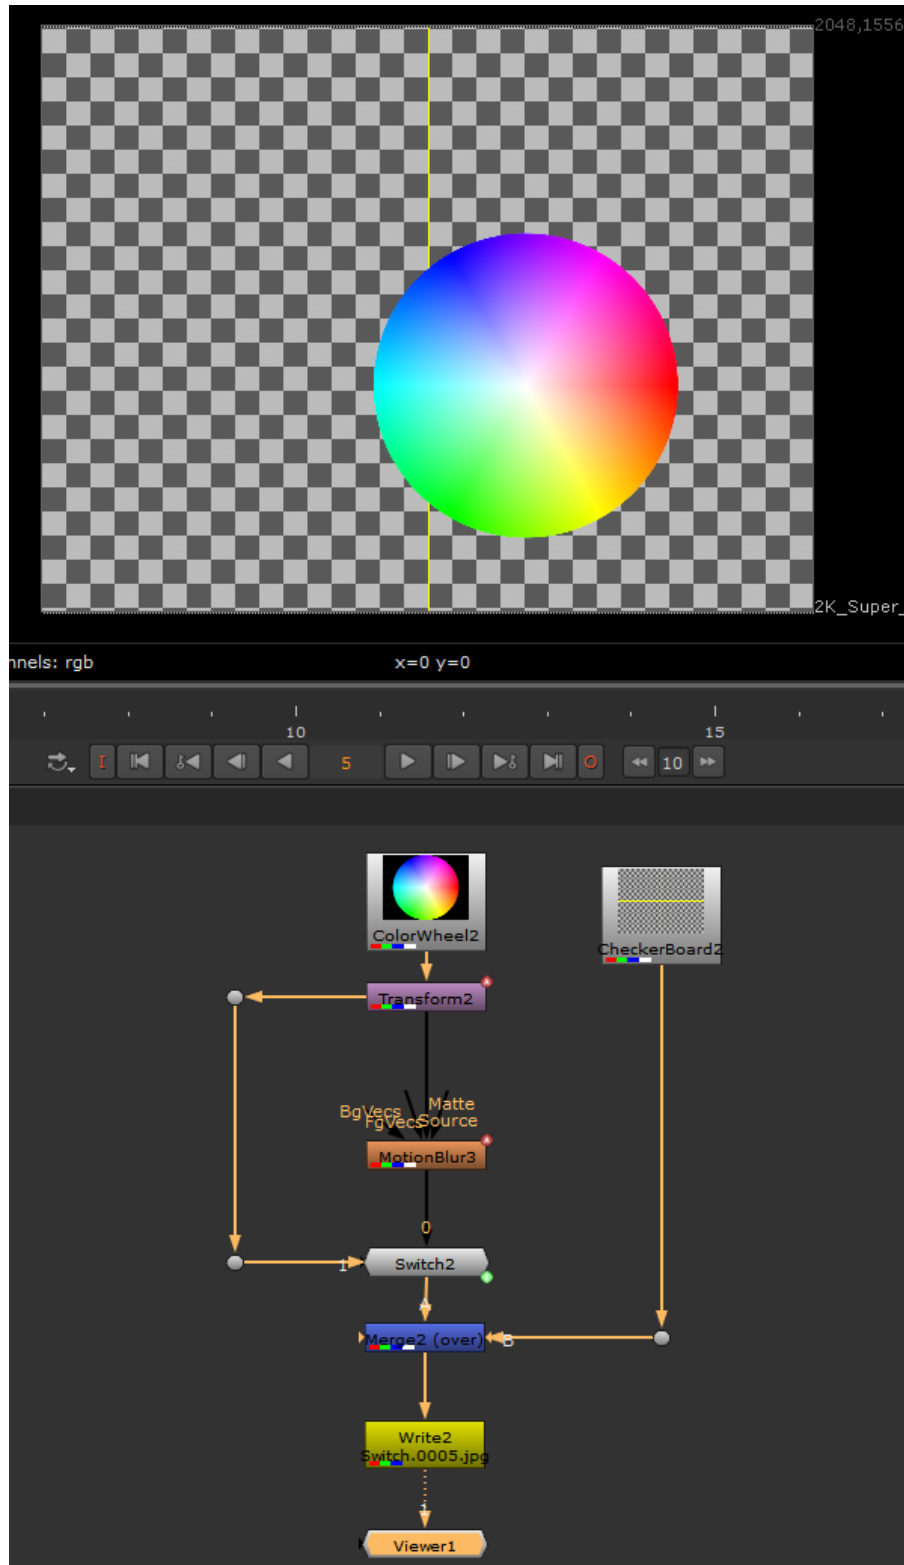 2048,1556
2K_Super_
nnels: rgb
x=0 y=0
10
15
I
5
O
10
ColorWheel2
CheckerBoard2
Transform2
BgVecs
Matte
FgVecs
Source
MotionBlur3
0
1
Switch2
A
Merge2 (over)
B
Write2
Switch.0005.jpg
1
Viewer1